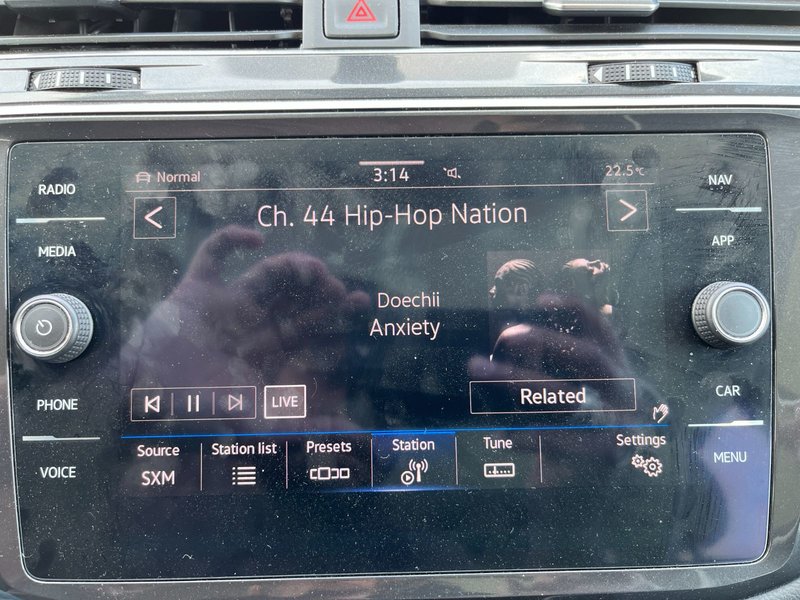 RADIO
MEDIA
PHONE
VOICE
Normal
3:14
22.5°C
Ch. 44 Hip-Hop Nation
Doechii
Anxiety
LIVE
Related
Source
SXM
Station list
Presets
Station
Tune
Settings
NAV
APP
CAR
MENU